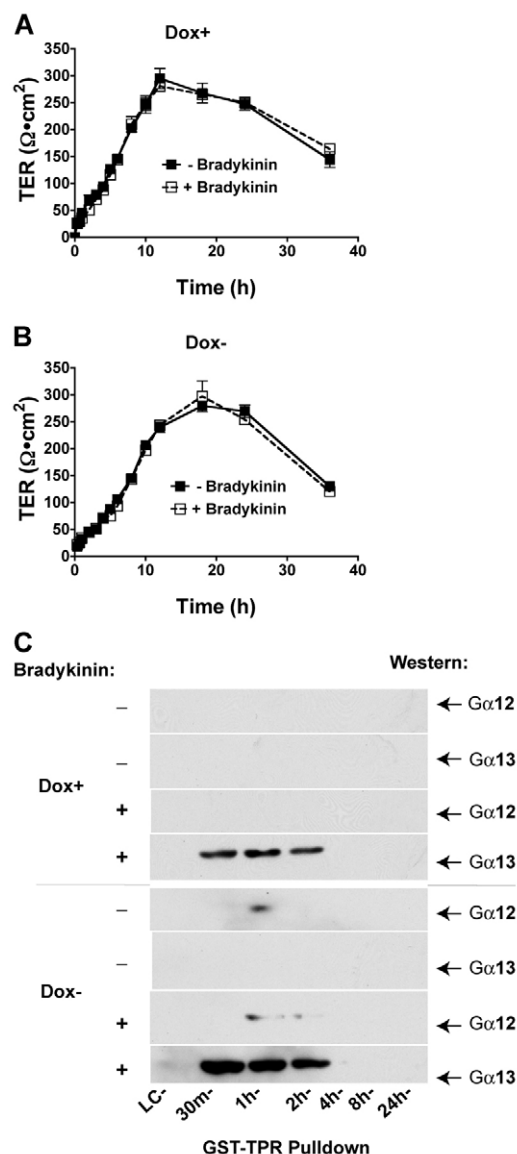 A
Dox+
TER (Ω•cm²)
350
300
250
200
150
100
50
0
- Bradykinin
+ Bradykinin
0 10 20 30 40
Time (h)
B
Dox-
TER (Ω•cm²)
350
300
250
200
150
100
50
0
- Bradykinin
+ Bradykinin
0 10 20 30 40
Time (h)
C
Bradykinin: Western:
– Gα12
– Gα13
Dox+
+ Gα12
+ Gα13
– Gα12
– Gα13
Dox-
+ Gα12
+ Gα13
LC- 30m- 1h- 2h- 4h- 8h- 24h-
GST-TPR Pulldown